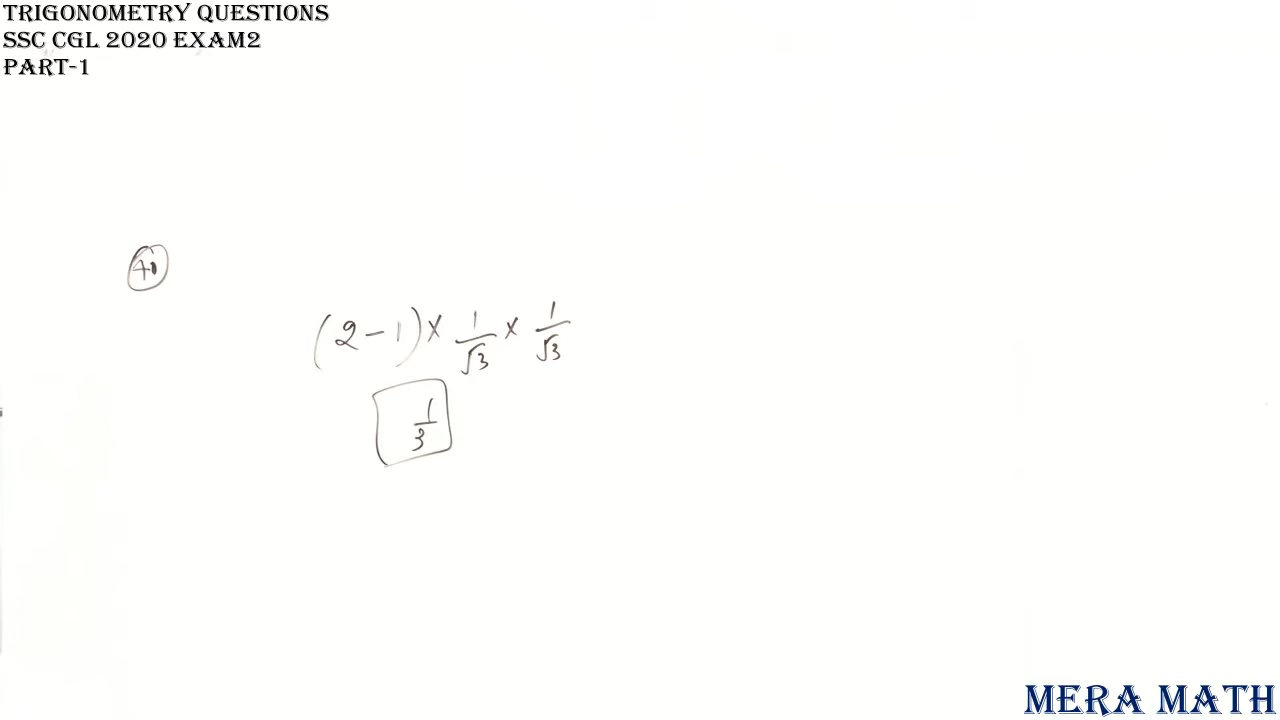 TRIGONOMETRY QUESTIONS
SSC CGL 2020 EXAM2
PART-1
40
(2-1) × 1/√3 × 1/√3
1/3
MERA MATH